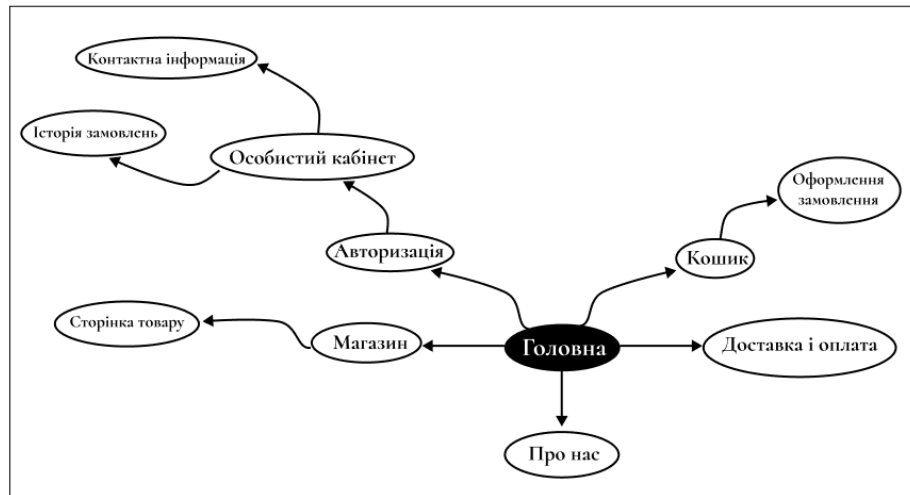 Контактна інформація
Історія замовлень
Особистий кабінет
Оформлення
замовлення
Авторизація
Кошик
Сторінка товару
Магазин
Головна
Доставка і оплата
Про нас